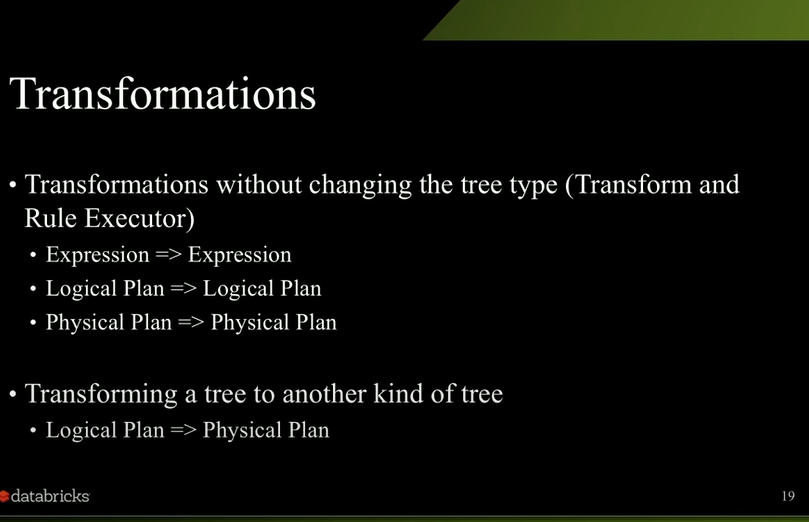 Transformations
• Transformations without changing the tree type (Transform and
Rule Executor)
• Expression => Expression
• Logical Plan => Logical Plan
• Physical Plan => Physical Plan
• Transforming a tree to another kind of tree
• Logical Plan => Physical Plan
databricks
19